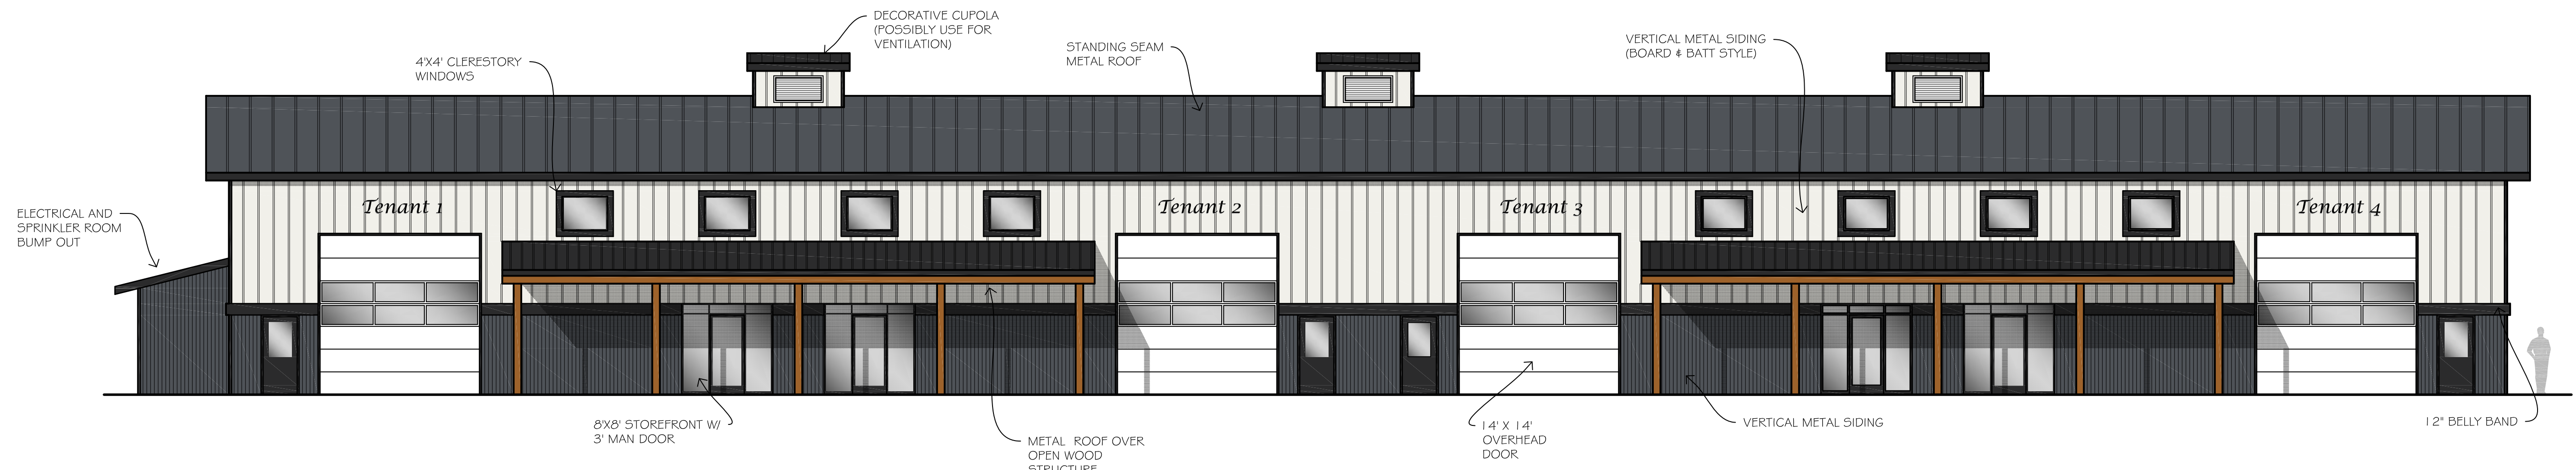 DECORATIVE CUPOLA
(POSSIBLY USE FOR
VENTILATION)
4'X4' CLERESTORY
WINDOWS
STANDING SEAM
METAL ROOF
VERTICAL METAL SIDING
(BOARD & BATT STYLE)
ELECTRICAL AND
SPRINKLER ROOM
BUMP OUT
Tenant 1
Tenant 2
Tenant 3
Tenant 4
8'X8' STOREFRONT W/
3' MAN DOOR
METAL ROOF OVER
OPEN WOOD
STRUCTURE
14' X 14'
OVERHEAD
DOOR
VERTICAL METAL SIDING
12" BELLY BAND